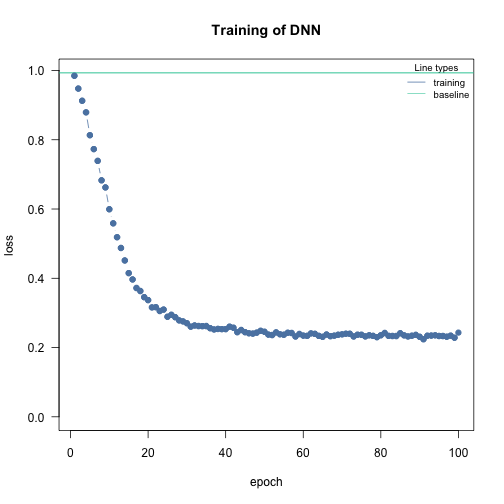 Training of DNN
Line types
training
baseline
loss
1.0
0.8
0.6
0.4
0.2
0.0
0 20 40 60 80 100
epoch